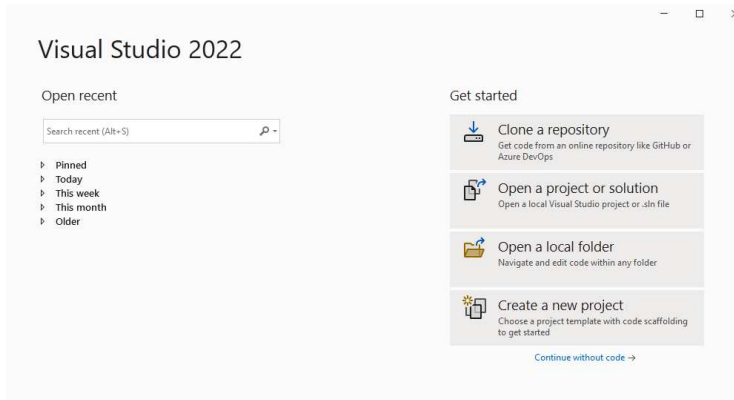 Visual Studio 2022
Open recent
Search recent (Alt+S)
Pinned
Today
This week
This month
Older
Get started
Clone a repository
Get code from an online repository like GitHub or
Azure DevOps
Open a project or solution
Open a local Visual Studio project or .sln file
Open a local folder
Navigate and edit code within any folder
Create a new project
Choose a project template with code scaffolding
to get started
Continue without code →